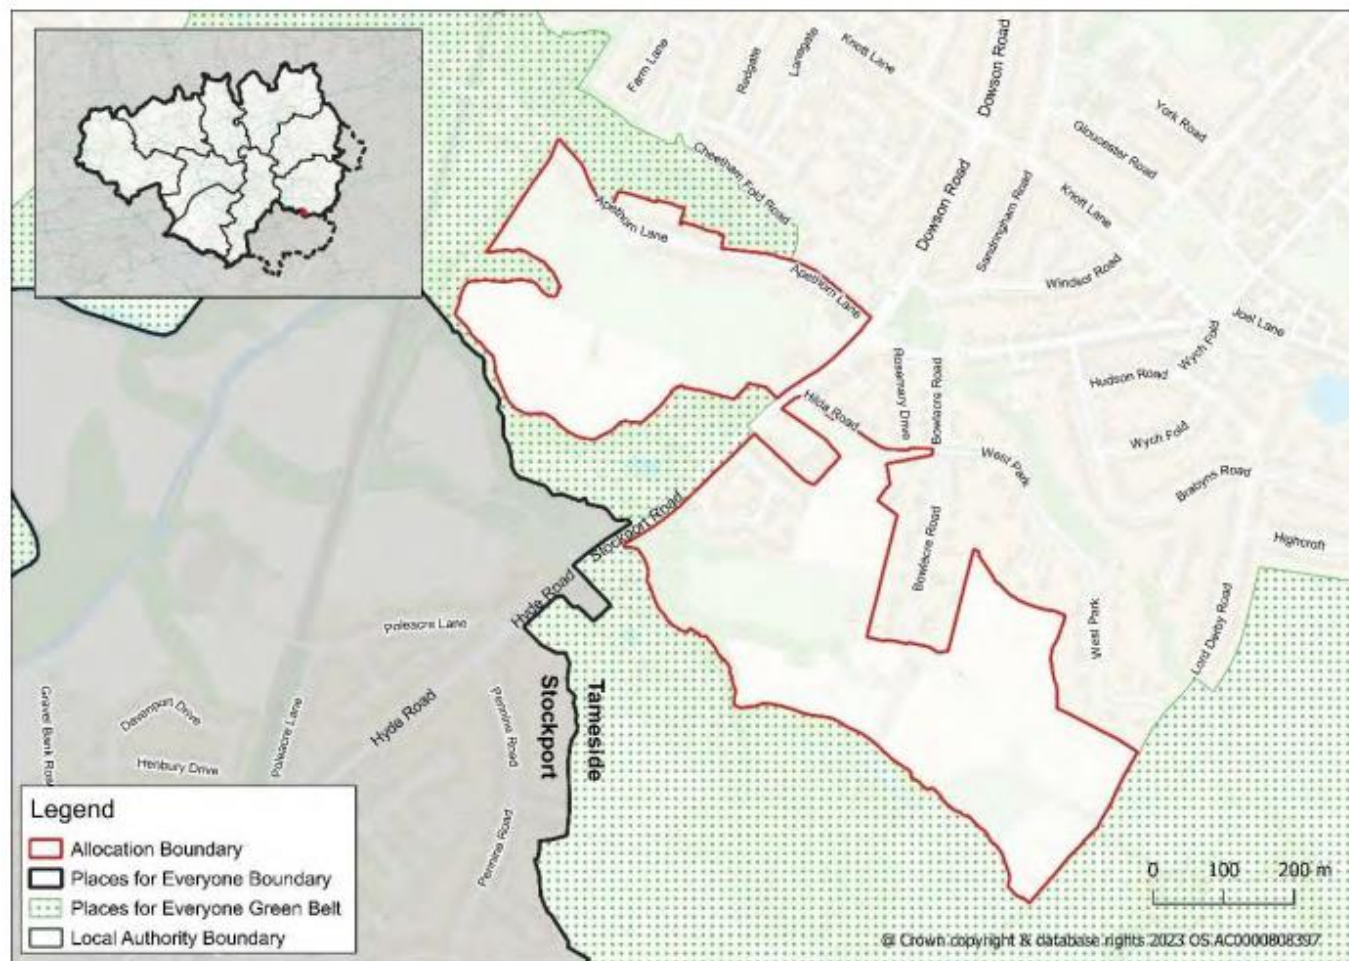 Farm Lane
Redgate
Lanegate
Knott Lane
Dowson Road
York Road
Gloucester Road
Cheetham Fold Road
Dowson Road
Sandringham Road
Knott Lane
Apethorn Lane
Apethorn Lane
Windsor Road
Joel Lane
Wych Fold
Hudson Road
Rosemary Drive
Bowlacre Road
Hilda Road
Wych Fold
West Park
Brabyns Road
Stockport Road
Bowlacre Road
Highcroft
Hyde Road
Poleacre Lane
West Park
Lord Derby Road
Stockport
Tameside
Gravel Bank Road
Davenport Drive
Poleacre Lane
Hyde Road
Pennine Road
Henbury Drive
Pennine Road
Legend
Allocation Boundary
Places for Everyone Boundary
Places for Everyone Green Belt
Local Authority Boundary
0 100 200 m
@ Crown copyright & database rights 2023 OS AC0000808397